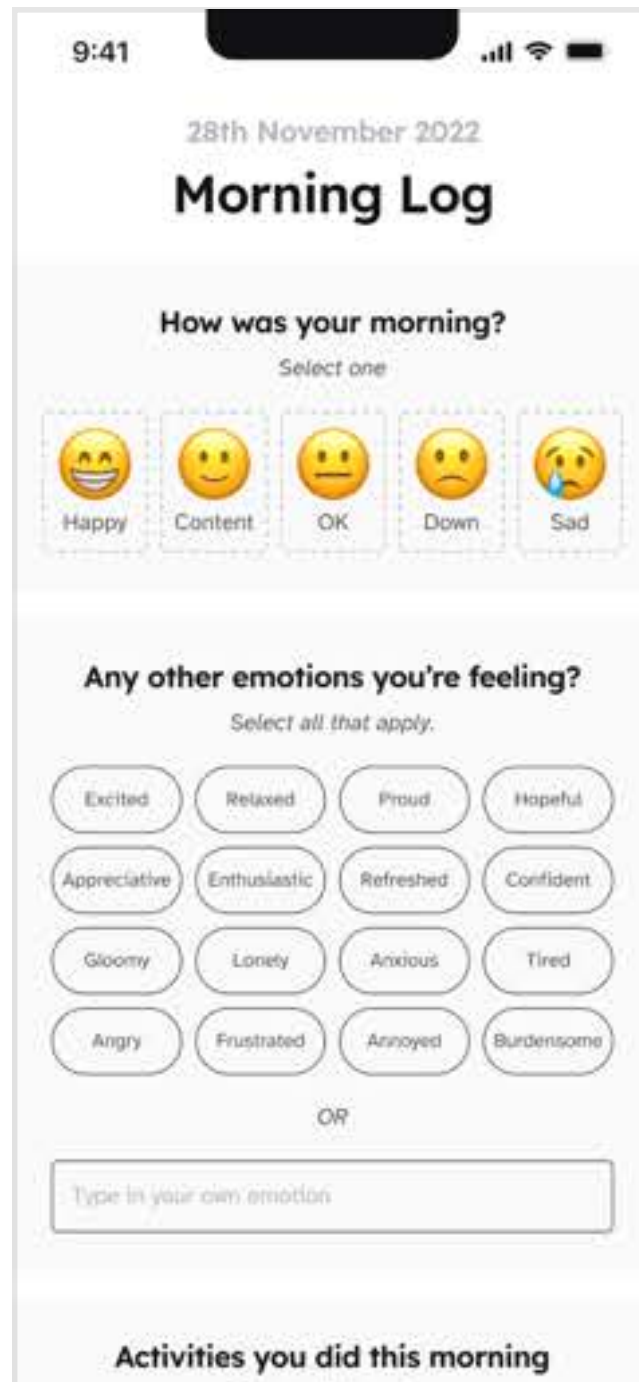 9:41
28th November 2022
Morning Log
How was your morning?
Select one
Happy Content OK Down Sad
Any other emotions you're feeling?
Select all that apply.
Excited Relaxed Proud Hopeful
Appreciative Enthusiastic Refreshed Confident
Gloomy Lonely Anxious Tired
Angry Frustrated Annoyed Burdensome
OR
Type in your own emotion
Activities you did this morning